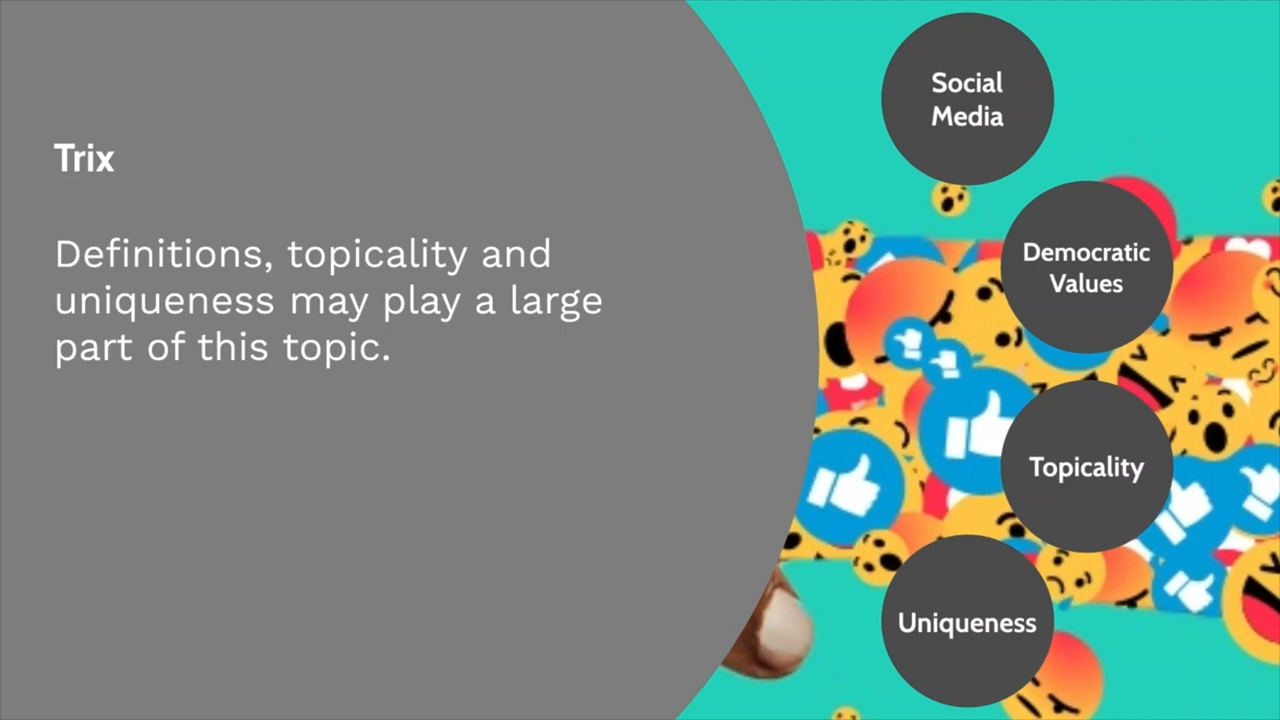 Trix
Definitions, topicality and
uniqueness may play a large
part of this topic.
Social
Media
Democratic
Values
Topicality
Uniqueness